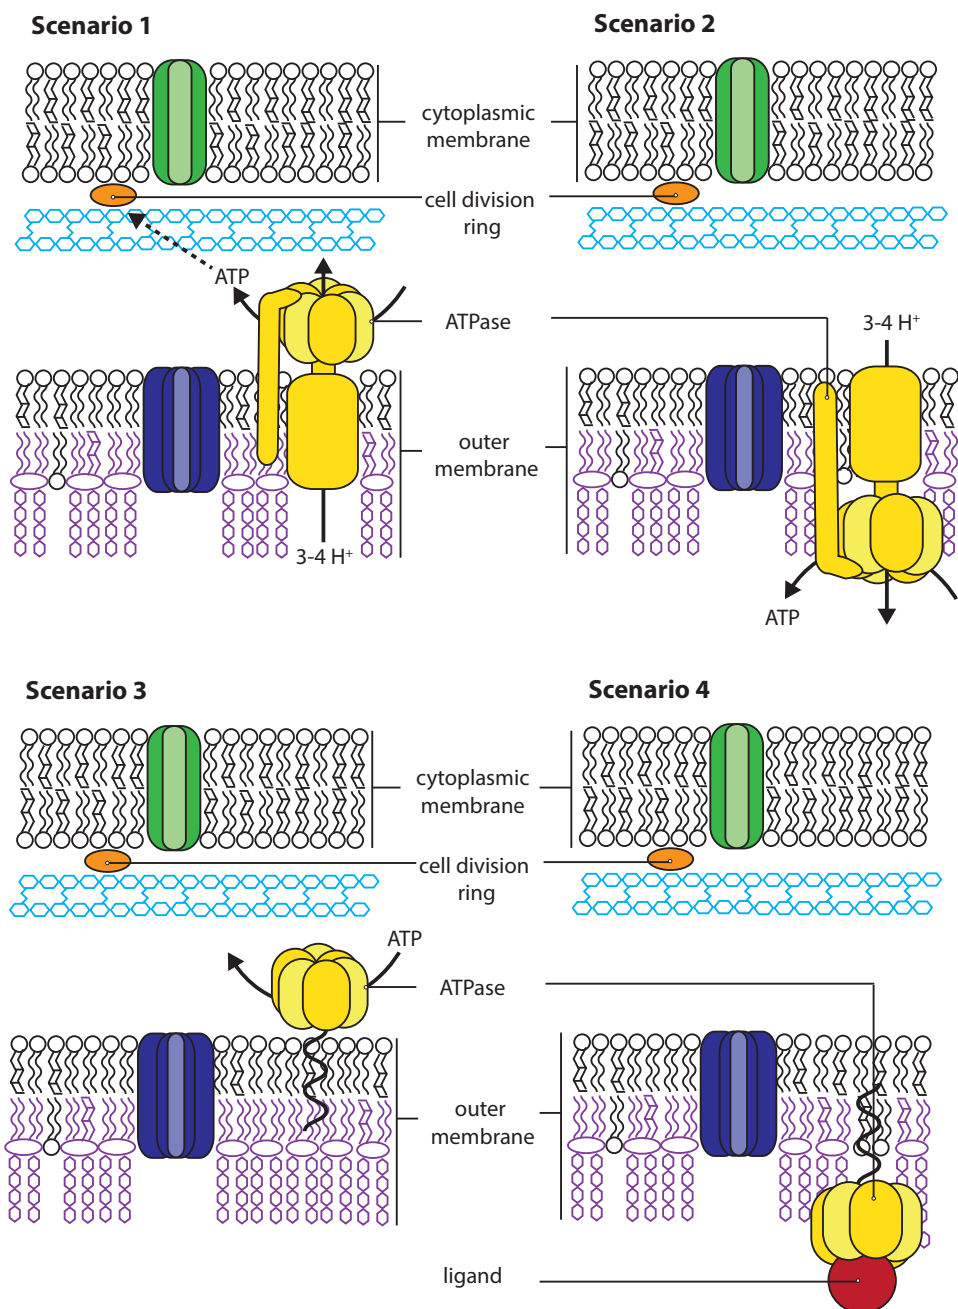 Scenario 1
Scenario 2
cytoplasmic
membrane
cell division
ring
ATP
ATPase
3-4 H⁺
outer
membrane
3-4 H⁺
ATP
Scenario 3
Scenario 4
cytoplasmic
membrane
cell division
ring
ATP
ATPase
outer
membrane
ligand